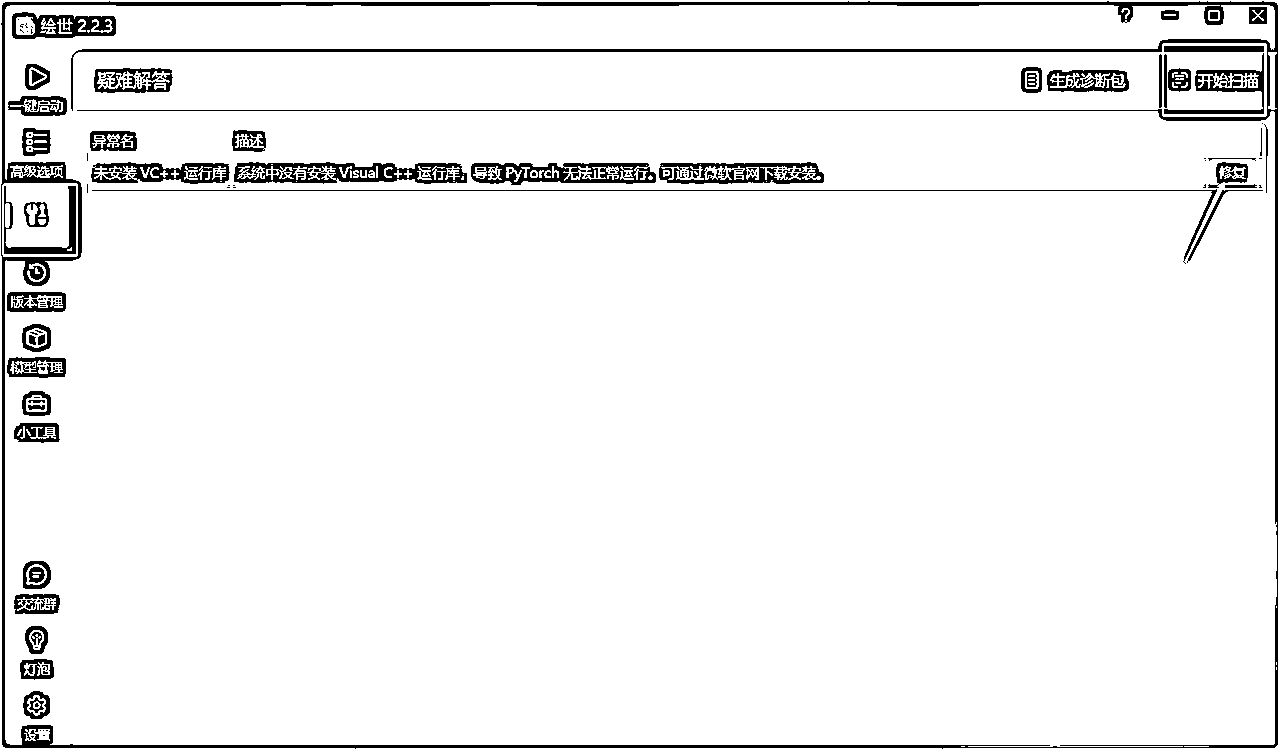 绘世 2.2.3
一键启动
疑难解答
生成诊断包
开始扫描
高级选项
异常名 描述
未安装 VC++ 运行库 系统中没有安装 Visual C++ 运行库，导致 PyTorch 无法正常运行。可通过微软官网下载安装。 修复
版本管理
模型管理
小工具
交流群
灯泡
设置